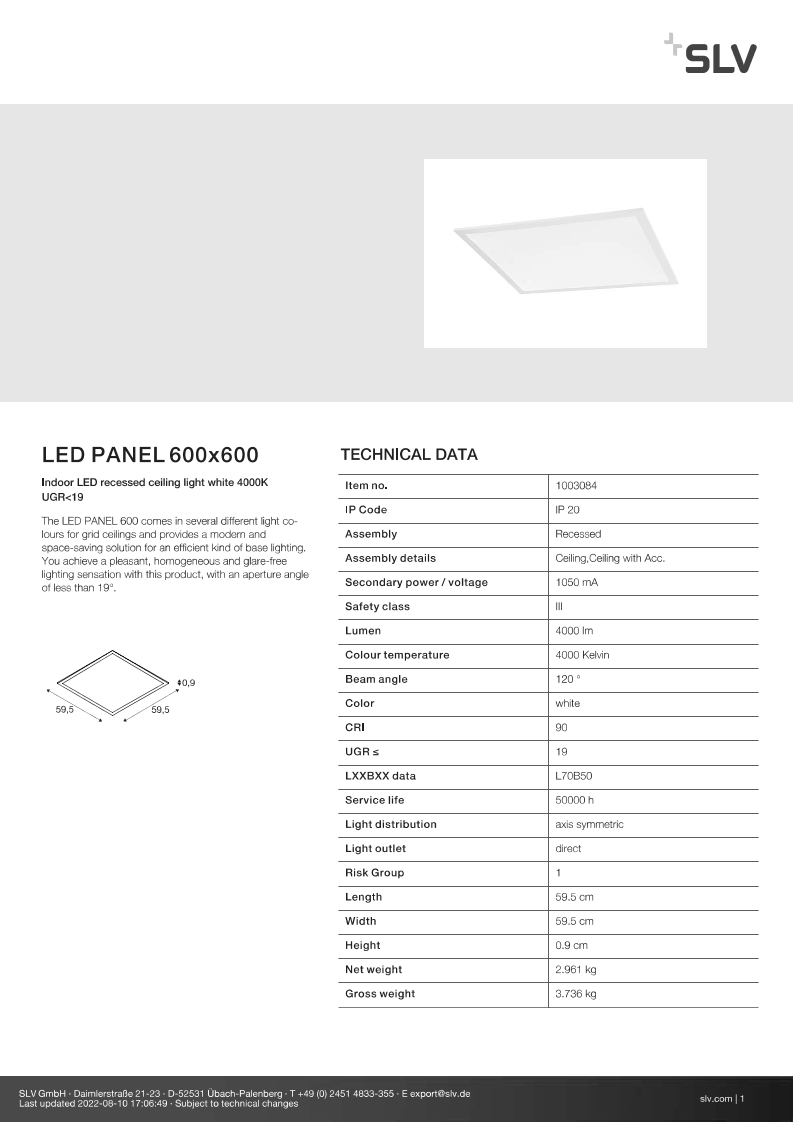 SLV
LED PANEL 600x600
Indoor LED recessed ceiling light white 4000K
UGR<19
The LED PANEL 600 comes in several different light co-
lours for grid ceilings and provides a modern and
space-saving solution for an efficient kind of base lighting.
You achieve a pleasant, homogeneous and glare-free
lighting sensation with this product, with an aperture angle
of less than 19°.
0,9
59,5 59,5
TECHNICAL DATA
Item no. 1003084
IP Code IP 20
Assembly Recessed
Assembly details Ceiling,Ceiling with Acc.
Secondary power / voltage 1050 mA
Safety class III
Lumen 4000 lm
Colour temperature 4000 Kelvin
Beam angle 120 °
Color white
CRI 90
UGR ≤ 19
LXXBXX data L70B50
Service life 50000 h
Light distribution axis symmetric
Light outlet direct
Risk Group 1
Length 59.5 cm
Width 59.5 cm
Height 0.9 cm
Net weight 2.961 kg
Gross weight 3.736 kg
SLV GmbH · Daimlerstraße 21-23 · D-52531 Übach-Palenberg · T +49 (0) 2451 4833-355 · E export@slv.de
Last updated 2022-08-10 17:06:49 · Subject to technical changes
slv.com | 1